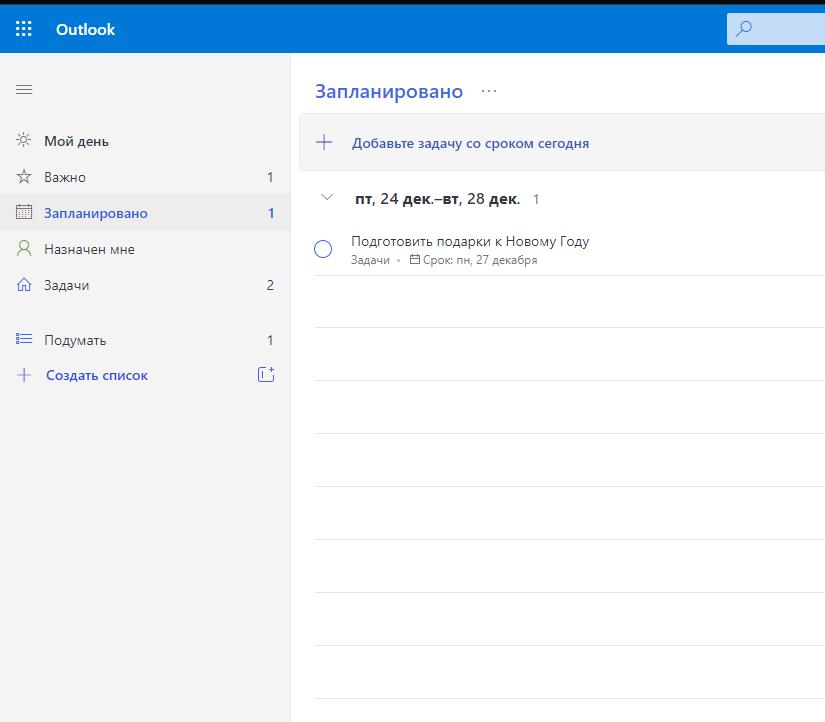 Outlook
Запланировано
Добавьте задачу со сроком сегодня
Мой день
Важно 1
Запланировано 1
Назначен мне
Задачи 2
Подумать 1
Создать список
пт, 24 дек.–вт, 28 дек. 1
Подготовить подарки к Новому Году
Задачи • Срок: пн, 27 декабря